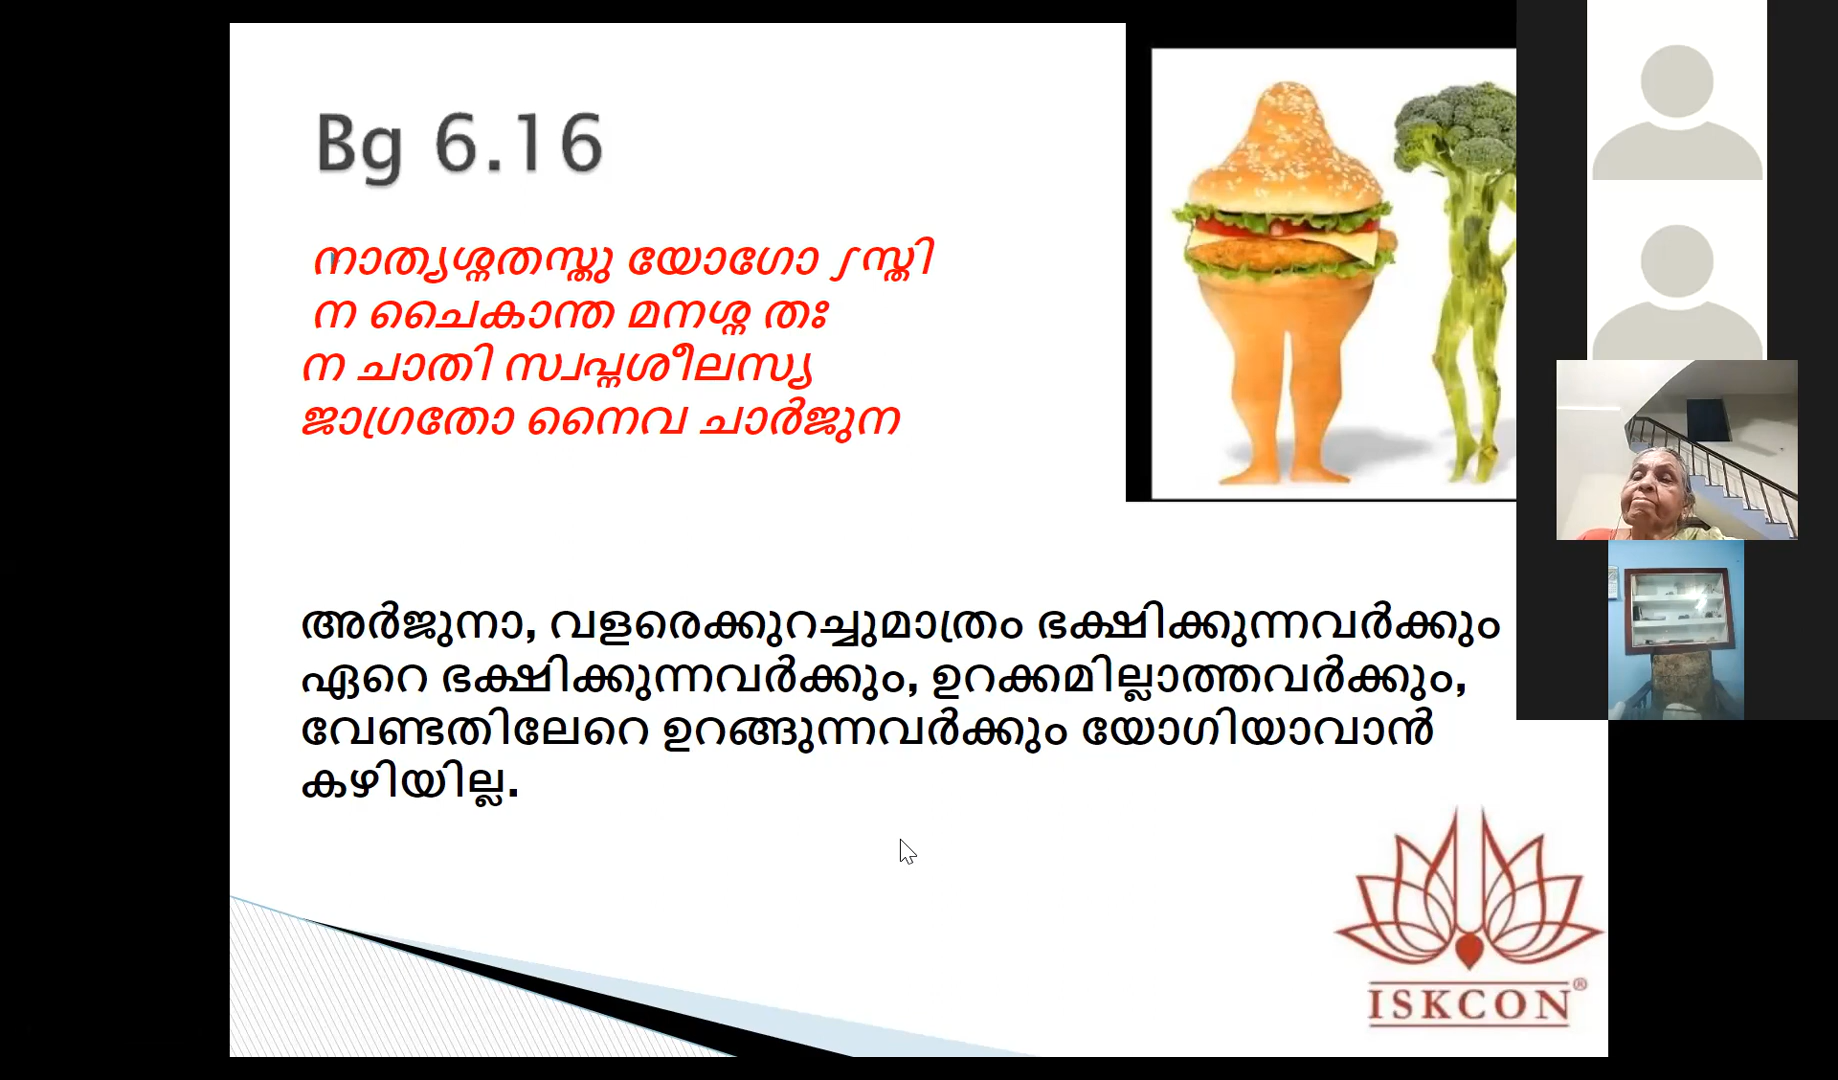 Bg 6.16
നാത്യശ്നതസ്തു യോഗോ ഽസ്തി
ന ചൈകാന്ത മനശ്ന തഃ
ന ചാതി സ്വപ്നശീലസ്യ
ജാഗ്രതോ നൈവ ചാർജുന
അർജുനാ, വളരെക്കുറച്ചുമാത്രം ഭക്ഷിക്കുന്നവർക്കും
ഏറെ ഭക്ഷിക്കുന്നവർക്കും, ഉറക്കമില്ലാത്തവർക്കും,
വേണ്ടതിലേറെ ഉറങ്ങുന്നവർക്കും യോഗിയാവാൻ
കഴിയില്ല.
ISKCON®